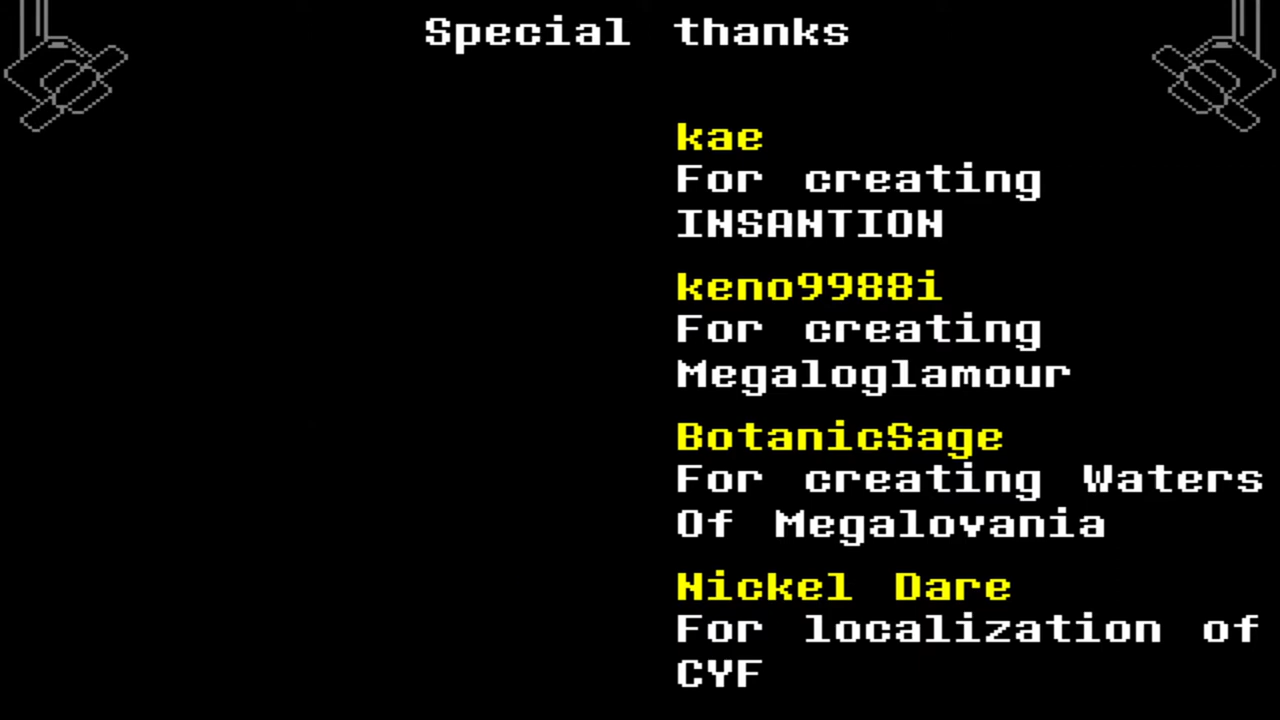 Special thanks
kae
For creating
INSANTION
keno9988i
For creating
Megaloglamour
BotanicSage
For creating Waters
Of Megalovania
Nickel Dare
For localization of
CYF